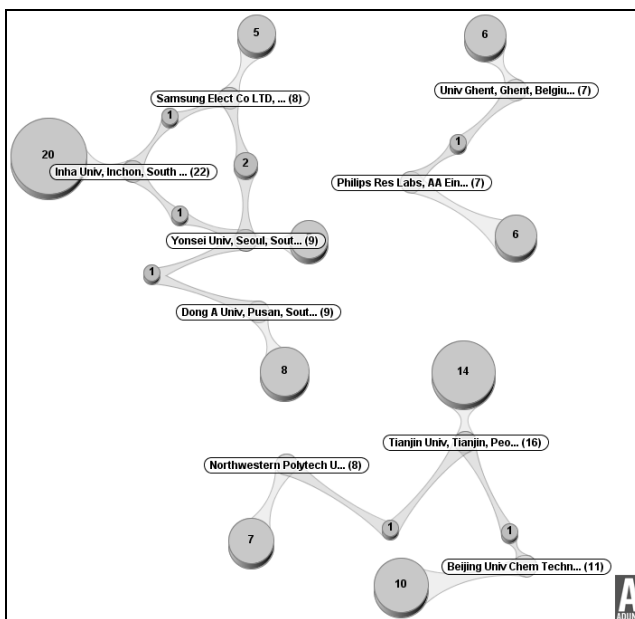 5
6
Samsung Elect Co LTD, ... (8)
Univ Ghent, Ghent, Belgiu... (7)
1
1
20
2
Inha Univ, Inchon, South ... (22)
Philips Res Labs, AA Ein... (7)
1
Yonsei Univ, Seoul, Sout... (9)
6
1
Dong A Univ, Pusan, Sout... (9)
8
14
Tianjin Univ, Tianjin, Peo... (16)
Northwestern Polytech U... (8)
1
1
7
Beijing Univ Chem Techn... (11)
10
A